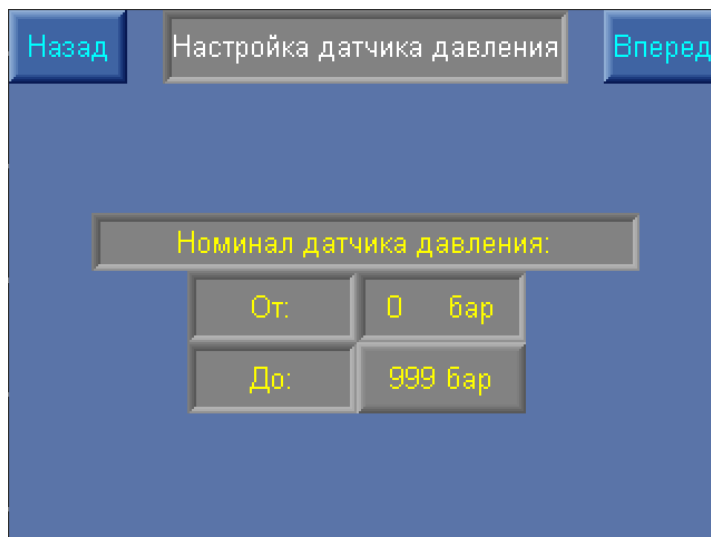 Назад
Настройка датчика давления
Вперед
Номинал датчика давления:
От:
0 бар
До:
999 бар